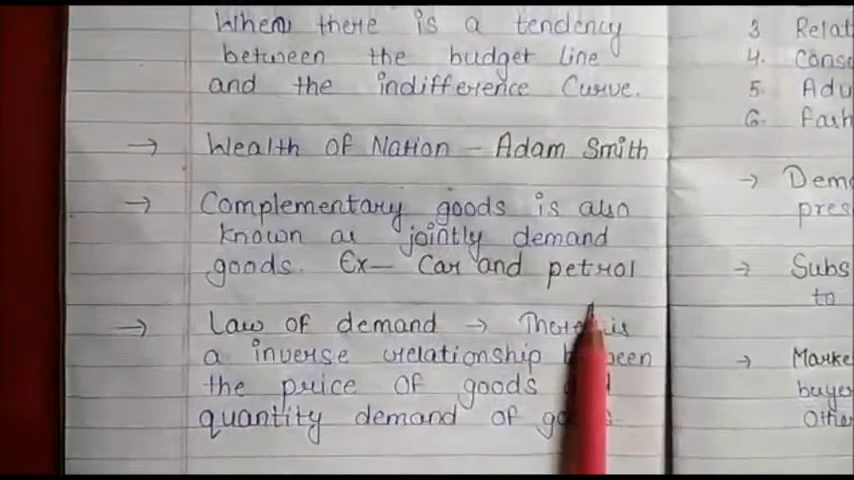 When there is a tendency
between the budget line
and the indifference Curve.
→ Wealth of Nation - Adam Smith
→ Complementary goods is also
known as jointly demand
goods. Ex- Car and petrol
→ Law of demand → There is
a inverse relationship
the price of goods
quantity demand of
3 Relat
4. Cons
5. Adu
6. Fash
→ Dem
pres
→ Subs
to
→ Marke
buyer
Other